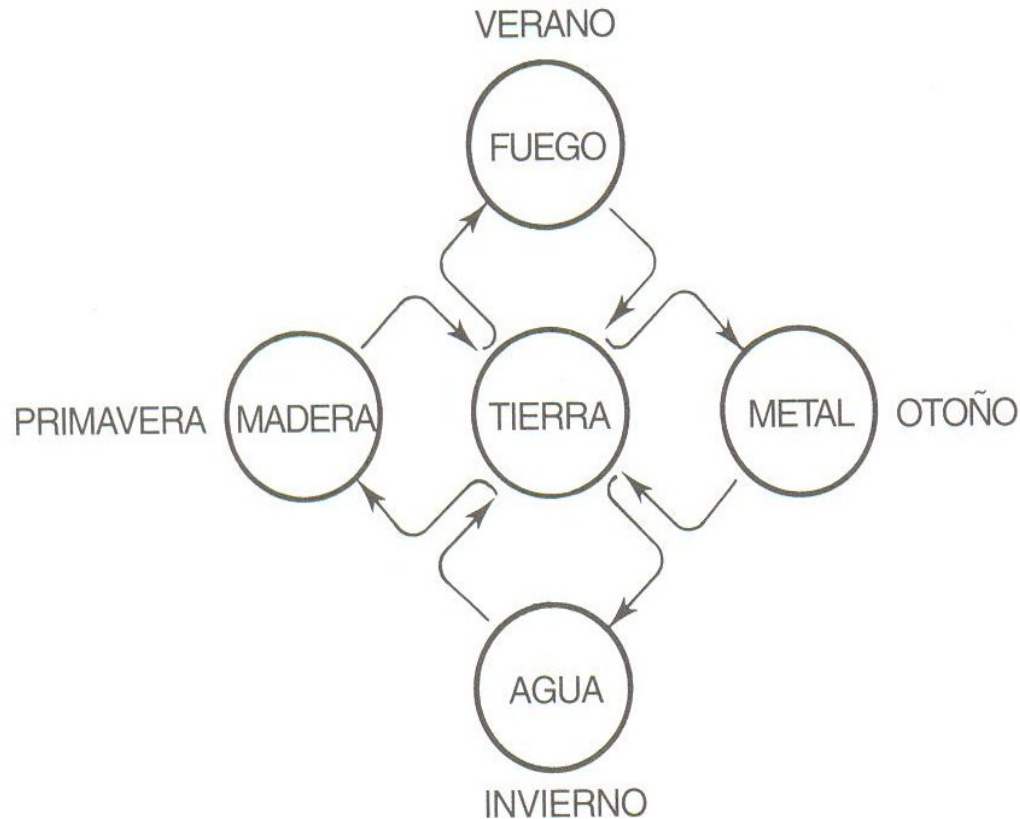 VERANO
FUEGO
PRIMAVERA MADERA TIERRA METAL OTOÑO
AGUA
INVIERNO